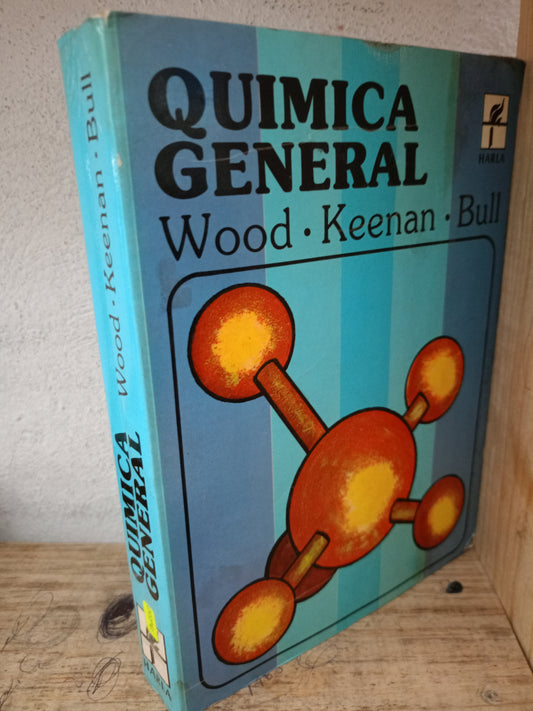 QUIMICA
GENERAL
Wood · Keenan · Bull
HARLA
QUIMICA
GENERAL
Wood · Keenan · Bull
HARLA